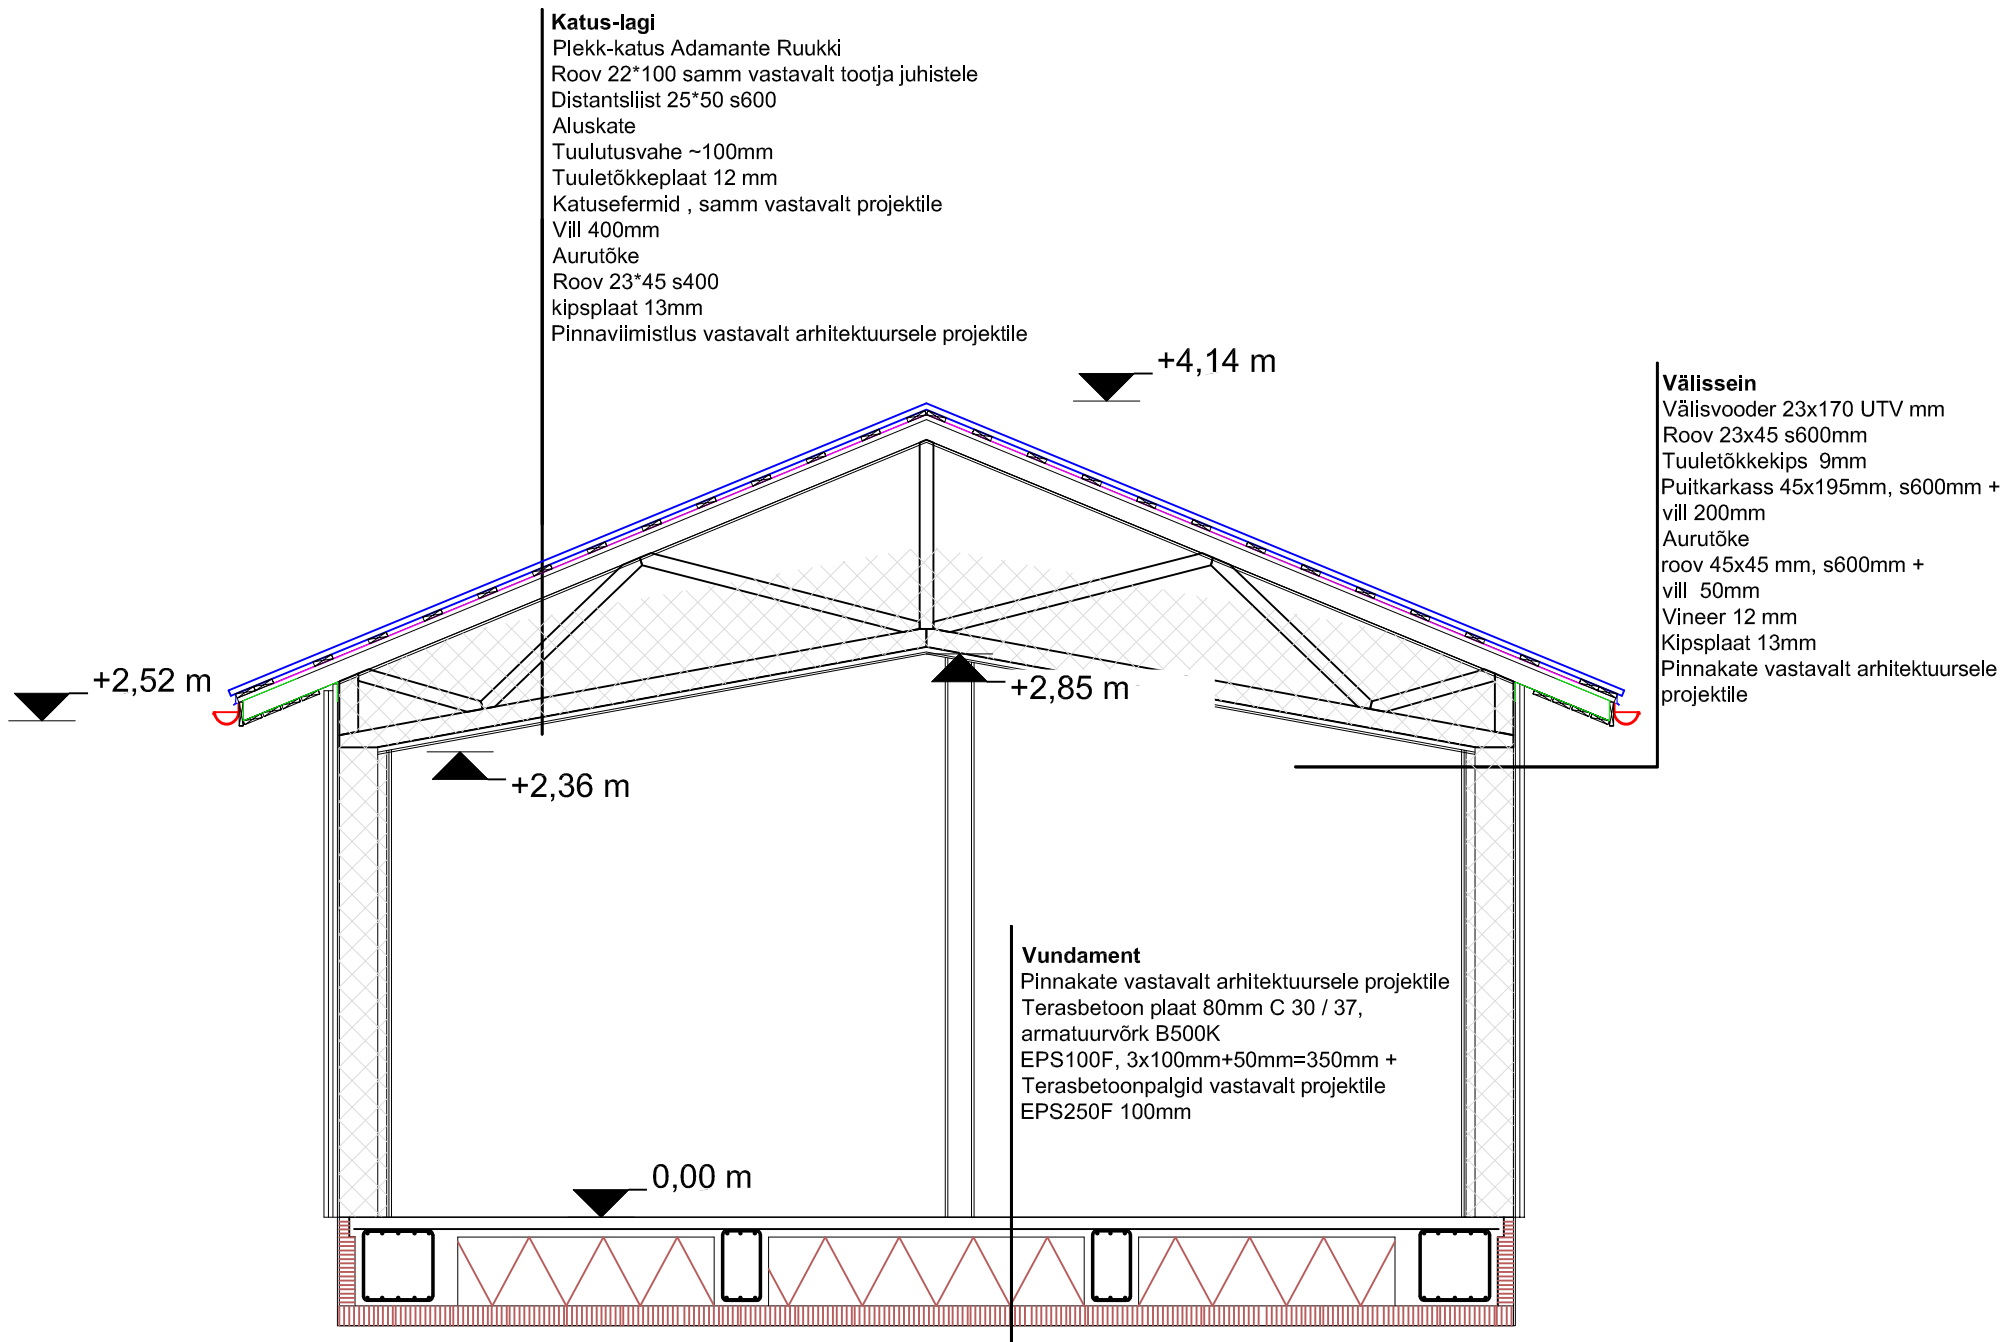 Katus-lagi
Plekk-katus Adamante Ruukki
Roov 22*100 samm vastavalt tootja juhistele
Distantsliist 25*50 s600
Aluskate
Tuulutusvahe ~100mm
Tuuletõkkeplaat 12 mm
Katusefermid , samm vastavalt projektile
Vill 400mm
Aurutõke
Roov 23*45 s400
kipsplaat 13mm
Pinnaviimistlus vastavalt arhitektuursele projektile
+4,14 m
Välissein
Välisvooder 23x170 UTV mm
Roov 23x45 s600mm
Tuuletõkkekips  9mm
Puitkarkass 45x195mm, s600mm +
vill 200mm
Aurutõke
roov 45x45 mm, s600mm +
vill  50mm
Vineer 12 mm
Kipsplaat 13mm
Pinnakate vastavalt arhitektuursele
projektile
+2,52 m
+2,85 m
+2,36 m
Vundament
Pinnakate vastavalt arhitektuursele projektile
Terasbetoon plaat 80mm C 30 / 37,
armatuurvõrk B500K
EPS100F, 3x100mm+50mm=350mm +
Terasbetoonpalgid vastavalt projektile
EPS250F 100mm
0,00 m